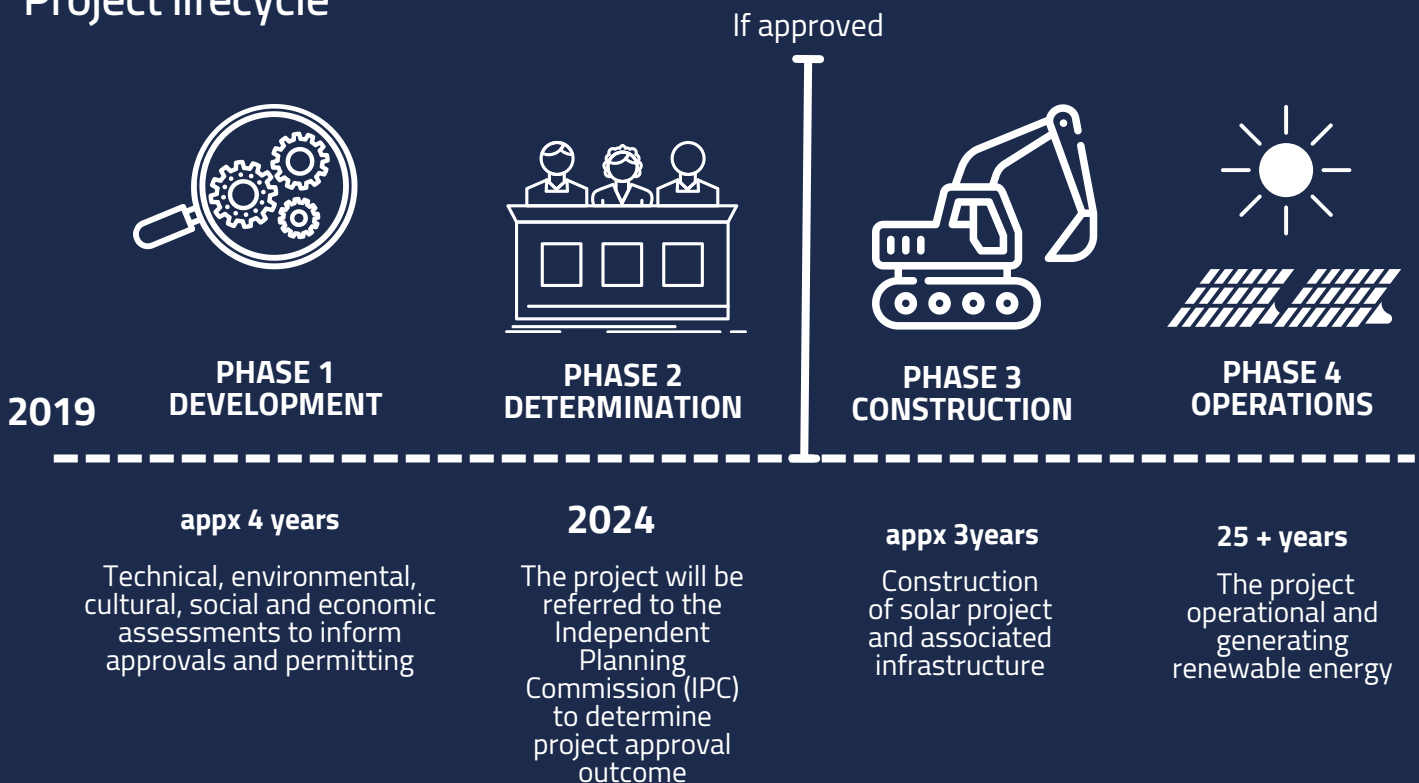 Project lifecycle
If approved
2019
PHASE 1
DEVELOPMENT
appx 4 years
Technical, environmental,
cultural, social and economic
assessments to inform
approvals and permitting
PHASE 2
DETERMINATION
2024
The project will be
referred to the
Independent
Planning
Commission (IPC)
to determine
project approval
outcome
PHASE 3
CONSTRUCTION
appx 3years
Construction
of solar project
and associated
infrastructure
PHASE 4
OPERATIONS
25 + years
The project
operational and
generating
renewable energy